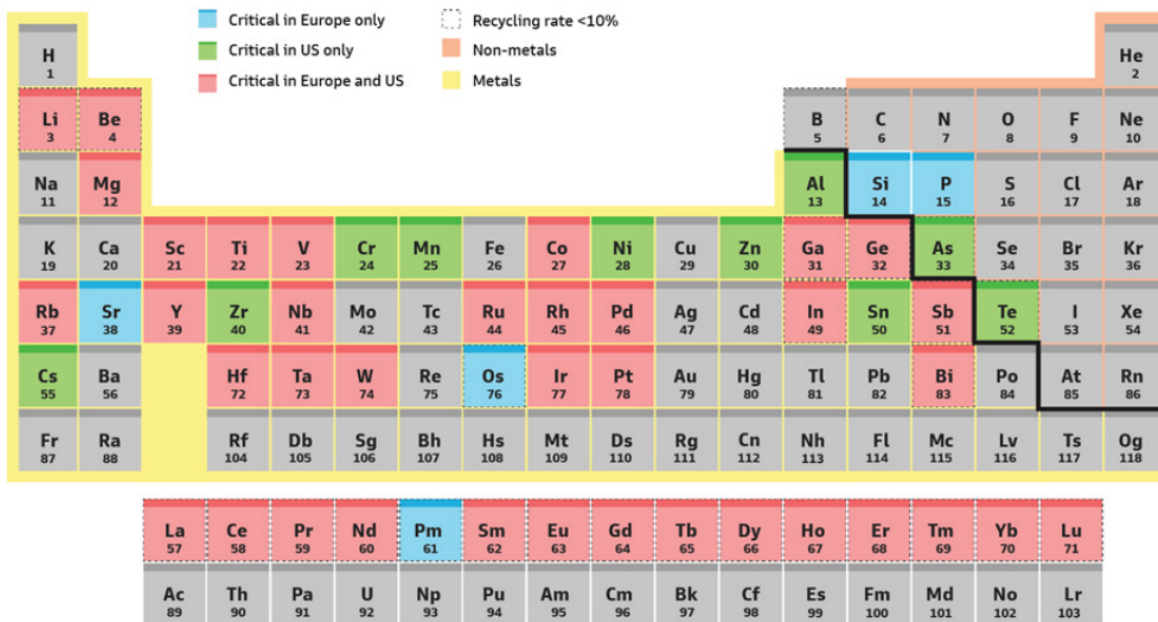 Critical in Europe only
Recycling rate <10%
Critical in US only
Non-metals
Critical in Europe and US
Metals
H
He
1
2
Li Be B C N O F Ne
3 4 5 6 7 8 9 10
Na Mg Al Si P S Cl Ar
11 12 13 14 15 16 17 18
K Ca Sc Ti V Cr Mn Fe Co Ni Cu Zn Ga Ge As Se Br Kr
19 20 21 22 23 24 25 26 27 28 29 30 31 32 33 34 35 36
Rb Sr Y Zr Nb Mo Tc Ru Rh Pd Ag Cd In Sn Sb Te I Xe
37 38 39 40 41 42 43 44 45 46 47 48 49 50 51 52 53 54
Cs Ba Hf Ta W Re Os Ir Pt Au Hg Tl Pb Bi Po At Rn
55 56 72 73 74 75 76 77 78 79 80 81 82 83 84 85 86
Fr Ra Rf Db Sg Bh Hs Mt Ds Rg Cn Nh Fl Mc Lv Ts Og
87 88 104 105 106 107 108 109 110 111 112 113 114 115 116 117 118
La Ce Pr Nd Pm Sm Eu Gd Tb Dy Ho Er Tm Yb Lu
57 58 59 60 61 62 63 64 65 66 67 68 69 70 71
Ac Th Pa U Np Pu Am Cm Bk Cf Es Fm Md No Lr
89 90 91 92 93 94 95 96 97 98 99 100 101 102 103